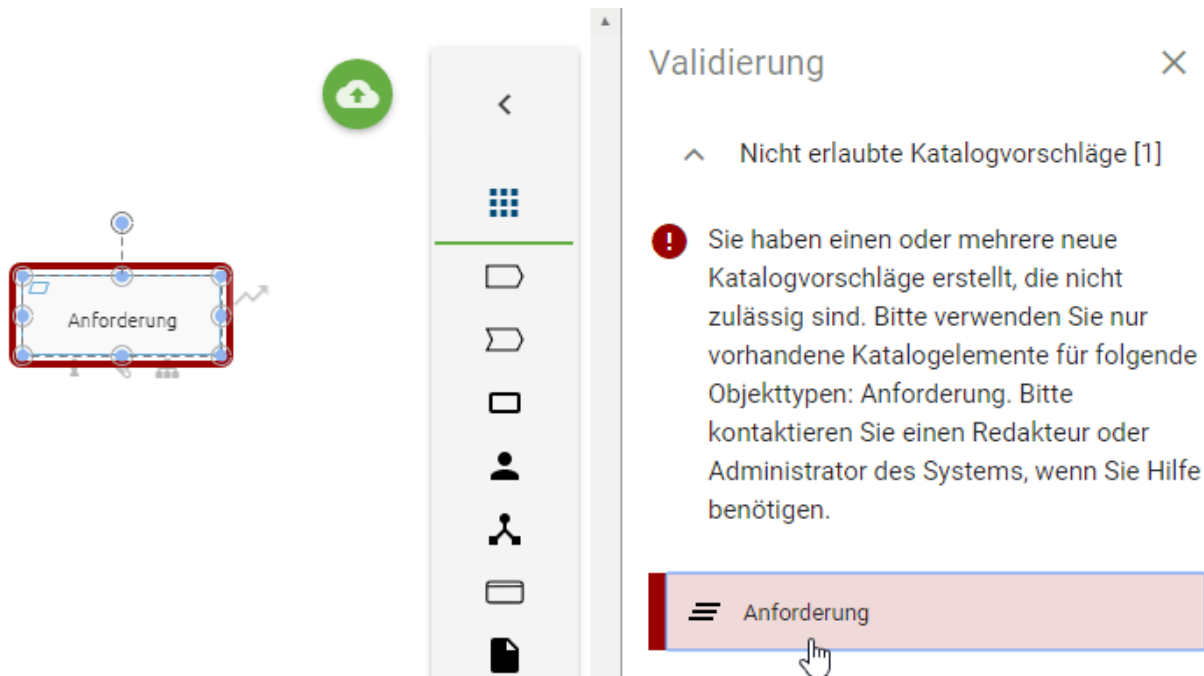 Validierung
Nicht erlaubte Katalogvorschläge [1]
Sie haben einen oder mehrere neue
Katalogvorschläge erstellt, die nicht
zulässig sind. Bitte verwenden Sie nur
vorhandene Katalogelemente für folgende
Objekttypen: Anforderung. Bitte
kontaktieren Sie einen Redakteur oder
Administrator des Systems, wenn Sie Hilfe
benötigen.
Anforderung
Anforderung